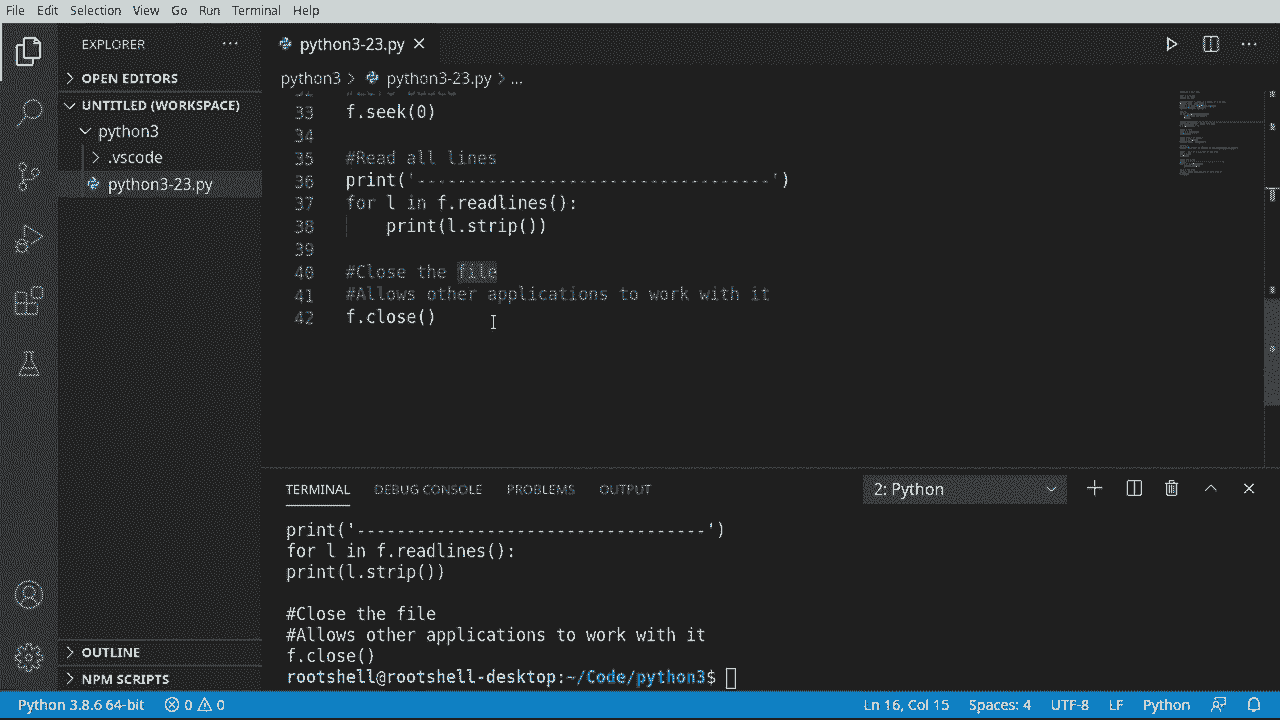 File Edit Selection View Go Run Terminal Help
EXPLORER
python3-23.py
OPEN EDITORS
python3 > python3-23.py > ...
UNTITLED (WORKSPACE)
python3
.vscode
python3-23.py
33 f.seek(0)
34
35 #Read all lines
36 print('-----------------------------------')
37 for l in f.readlines():
38 print(l.strip())
39
40 #Close the file
41 #Allows other applications to work with it
42 f.close()
TERMINAL DEBUG CONSOLE PROBLEMS OUTPUT 2: Python
print('-----------------------------------')
for l in f.readlines():
print(l.strip())
#Close the file
#Allows other applications to work with it
f.close()
rootshell@rootshell-desktop:~/Code/python3$
OUTLINE
NPM SCRIPTS
Python 3.8.6 64-bit 0 0 Ln 16, Col 15 Spaces: 4 UTF-8 LF Python